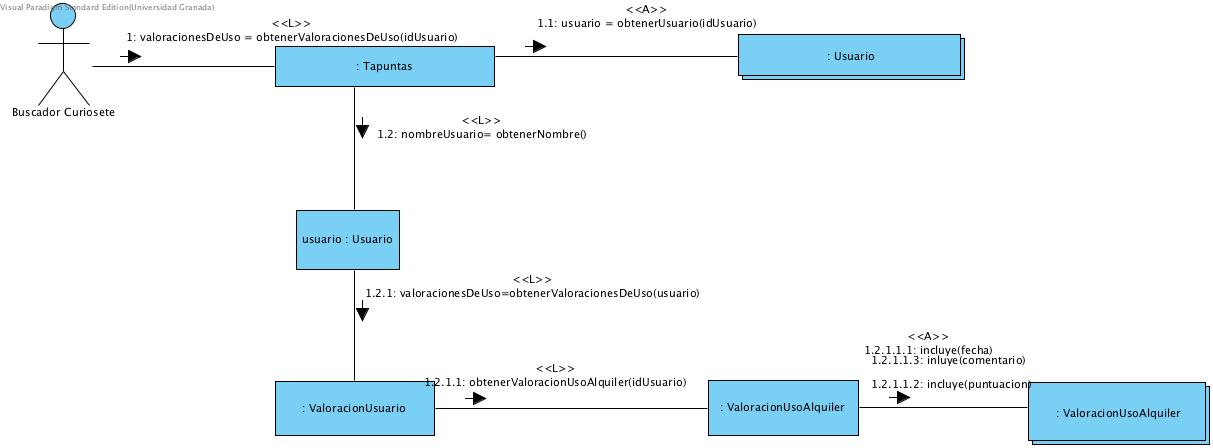 Visual Paradigm Standard Edition(Universidad Granada)
<<L>>
1: valoracionesDeUso = obtenerValoracionesDeUso(idUsuario)
<<A>>
1.1: usuario = obtenerUsuario(idUsuario)
: Tapuntas
: Usuario
Buscador Curiosete
<<L>>
1.2: nombreUsuario= obtenerNombre()
usuario : Usuario
<<L>>
1.2.1: valoracionesDeUso=obtenerValoracionesDeUso(usuario)
<<L>>
1.2.1.1: obtenerValoracionUsoAlquiler(idUsuario)
<<A>>
1.2.1.1.1: incluye(fecha)
1.2.1.1.3: inluye(comentario)
1.2.1.1.2: incluye(puntuacion)
: ValoracionUsuario
: ValoracionUsoAlquiler
: ValoracionUsoAlquiler